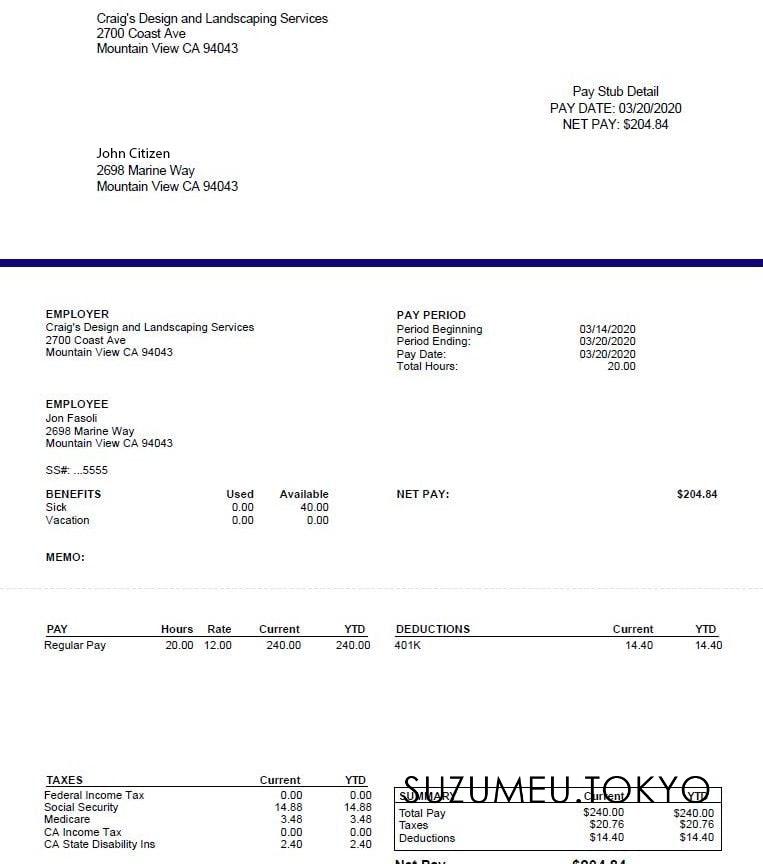 Craig's Design and Landscaping Services
2700 Coast Ave
Mountain View CA 94043
Pay Stub Detail
PAY DATE: 03/20/2020
NET PAY: $204.84
John Citizen
2698 Marine Way
Mountain View CA 94043
EMPLOYER
Craig's Design and Landscaping Services
2700 Coast Ave
Mountain View CA 94043
PAY PERIOD
Period Beginning 03/14/2020
Period Ending: 03/20/2020
Pay Date: 03/20/2020
Total Hours: 20.00
EMPLOYEE
Jon Fasoli
2698 Marine Way
Mountain View CA 94043
SS#: ...5555
BENEFITS Used Available
Sick 0.00 40.00
Vacation 0.00 0.00
NET PAY: $204.84
MEMO:
PAY Hours Rate Current YTD
Regular Pay 20.00 12.00 240.00 240.00
DEDUCTIONS Current YTD
401K 14.40 14.40
TAXES Current YTD
Federal Income Tax 0.00 0.00
Social Security 14.88 14.88
Medicare 3.48 3.48
CA Income Tax 0.00 0.00
CA State Disability Ins 2.40 2.40
SUZUMEU.TOKYO
SUMMARY Current YTD
Total Pay $240.00 $240.00
Taxes $20.76 $20.76
Deductions $14.40 $14.40
Net Pay $204.84